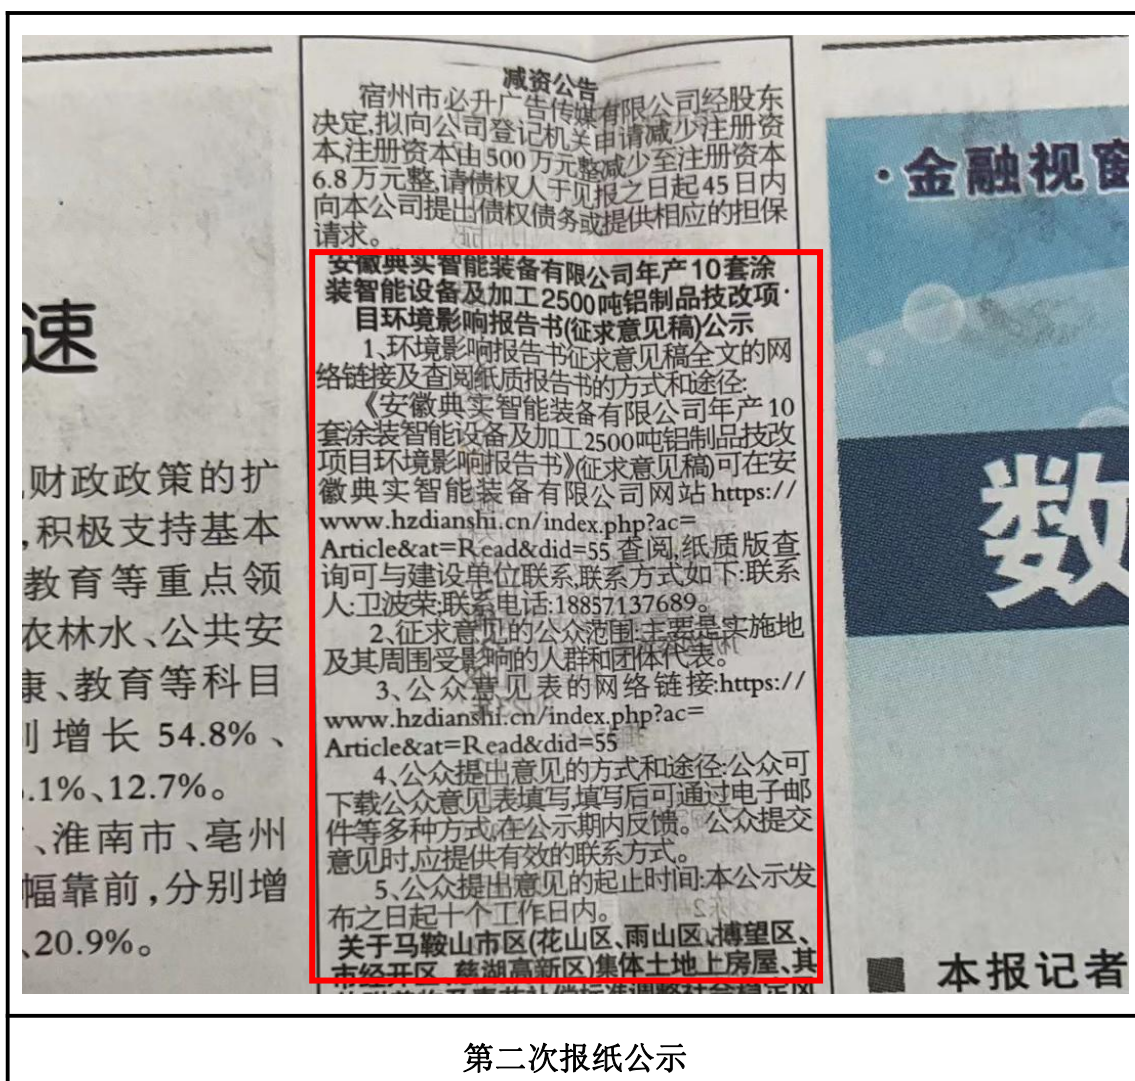 减资公告
宿州市必升广告传媒有限公司经股东
决定,拟向公司登记机关申请减少注册资
本,注册资本由500万元整减少至注册资本
6.8万元整,请债权人于见报之日起45日内
向本公司提出债权债务或提供相应的担保
请求。
安徽典实智能装备有限公司年产10套涂
装智能设备及加工2500吨铝制品技改项
目环境影响报告书(征求意见稿)公示
1、环境影响报告书征求意见稿全文的网
络链接及查阅纸质报告书的方式和途径:
《安徽典实智能装备有限公司年产10
套涂装智能设备及加工2500吨铝制品技改
项目环境影响报告书》(征求意见稿)可在安
徽典实智能装备有限公司网站https://
www.hzdianshi.cn/index.php?ac=
Article&at=Read&did=55查阅,纸质版查
询可与建设单位联系,联系方式如下:联系
人:卫波荣;联系电话:18857137689。
2、征求意见的公众范围:主要是实施地
及其周围受影响的人群和团体代表。
3、公众意见表的网络链接:https://
www.hzdianshi.cn/index.php?ac=
Article&at=Read&did=55
4、公众提出意见的方式和途径:公众可
下载公众意见表填写,填写后可通过电子邮
件等多种方式,在公示期内反馈。公众提交
意见时,应提供有效的联系方式。
5、公众提出意见的起止时间:本公示发
布之日起十个工作日内。
关于马鞍山市区(花山区、雨山区、博望区、
市经开区、慈湖高新区)集体土地上房屋、其
速
财政政策的扩
,积极支持基本
教育等重点领
农林水、公共安
康、教育等科目
增长54.8%、
.1%、12.7%。
、淮南市、亳州
幅靠前,分别增
、20.9%。
·金融视窗
数
■ 本报记者
第二次报纸公示